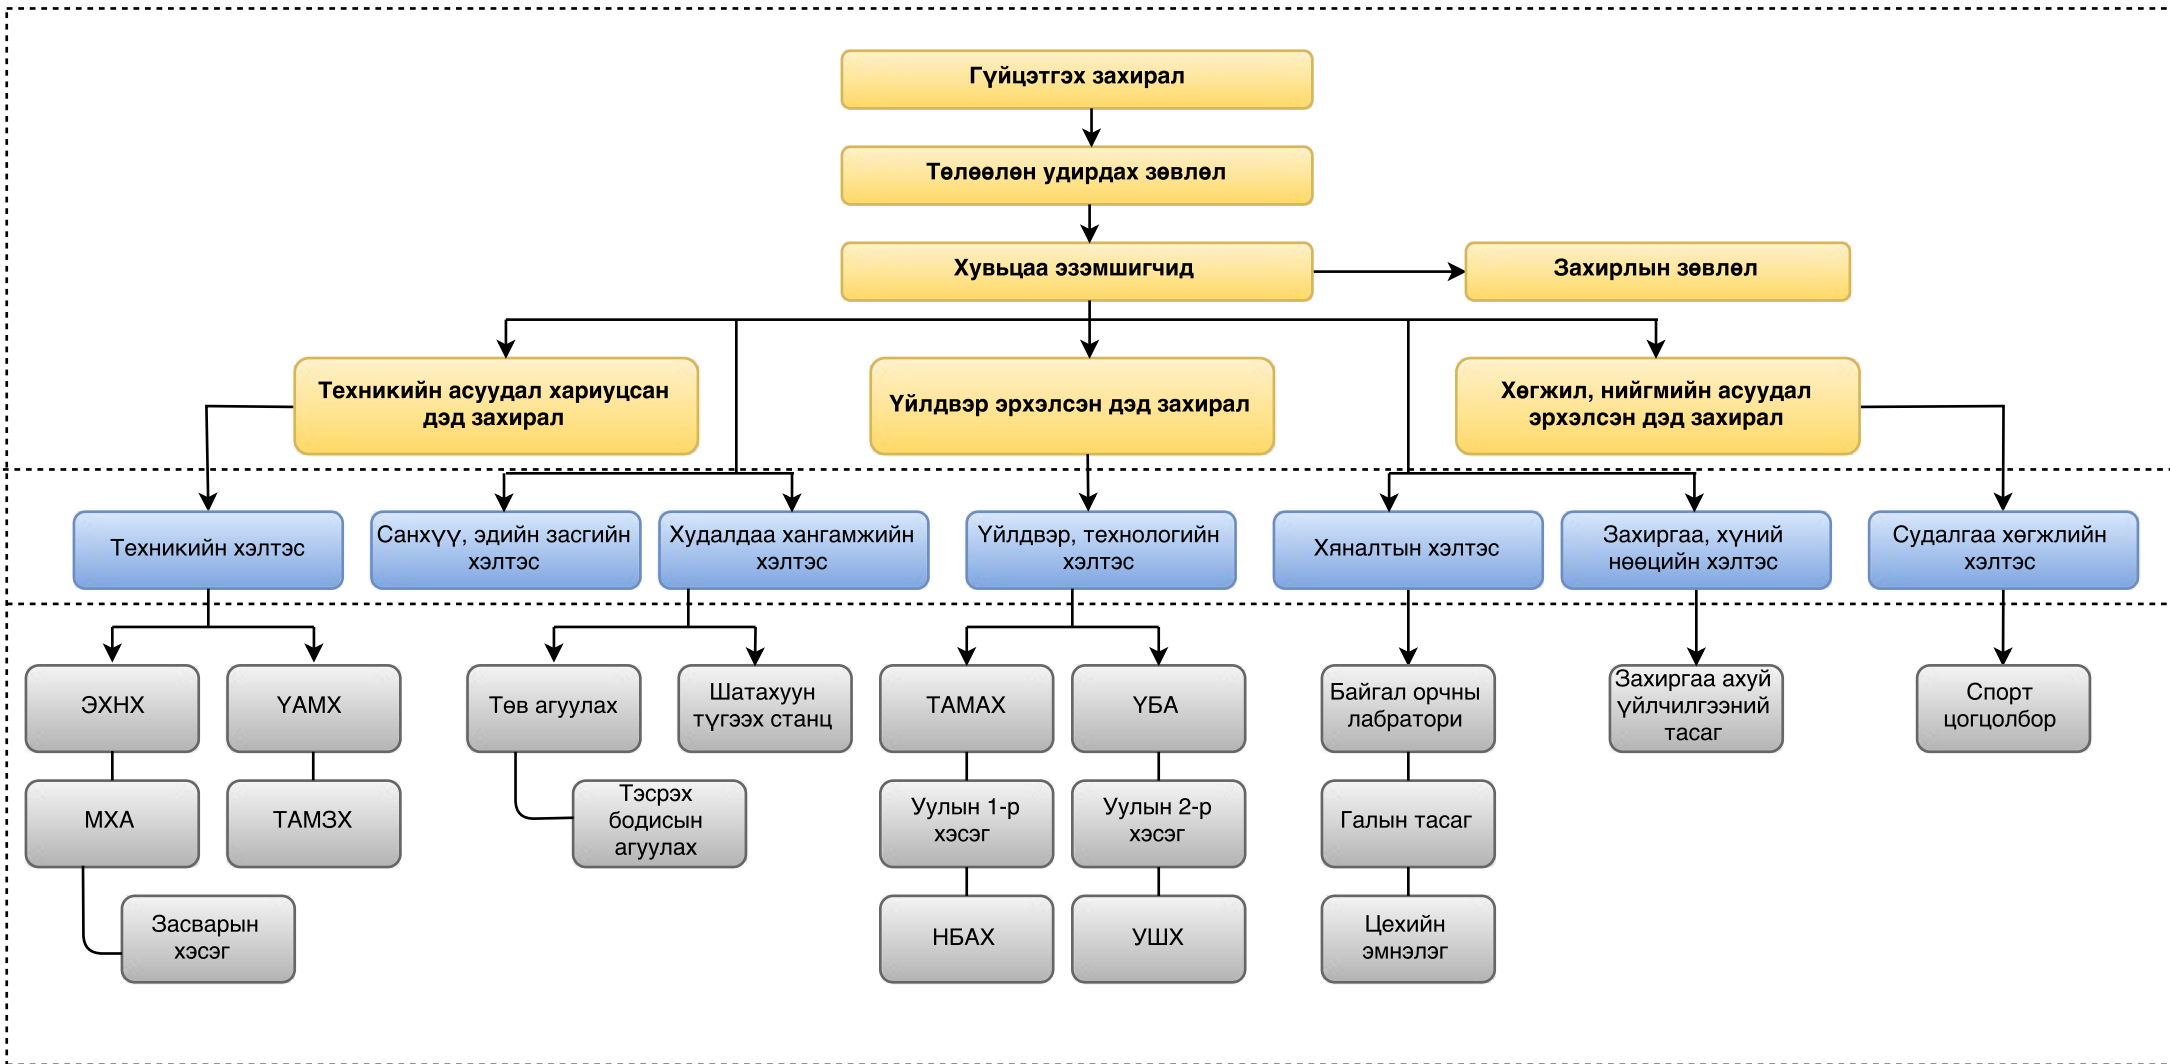 Гүйцэтгэх захирал
Төлөөлөн удирдах зөвлөл
Хувьцаа эзэмшигчид
Захирлын зөвлөл
Техникийн асуудал хариуцсан
дэд захирал
Үйлдвэр эрхэлсэн дэд захирал
Хөгжил, нийгмийн асуудал
эрхэлсэн дэд захирал
Техникийн хэлтэс
Санхүү, эдийн засгийн
хэлтэс
Худалдаа хангамжийн
хэлтэс
Үйлдвэр, технологийн
хэлтэс
Хяналтын хэлтэс
Захиргаа, хүний
нөөцийн хэлтэс
Судалгаа хөгжлийн
хэлтэс
ЭХНХ
ҮАМХ
Төв агуулах
Шатахуун
түгээх станц
ТАМАХ
ҮБА
Байгал орчны
лабратори
Захиргаа ахуй
үйлчилгээний
тасаг
Спорт
цогцолбор
МХА
ТАМЗХ
Тэсрэх
бодисын
агуулах
Уулын 1-р
хэсэг
Уулын 2-р
хэсэг
Галын тасаг
Засварын
хэсэг
НБАХ
УШХ
Цехийн
эмнэлэг